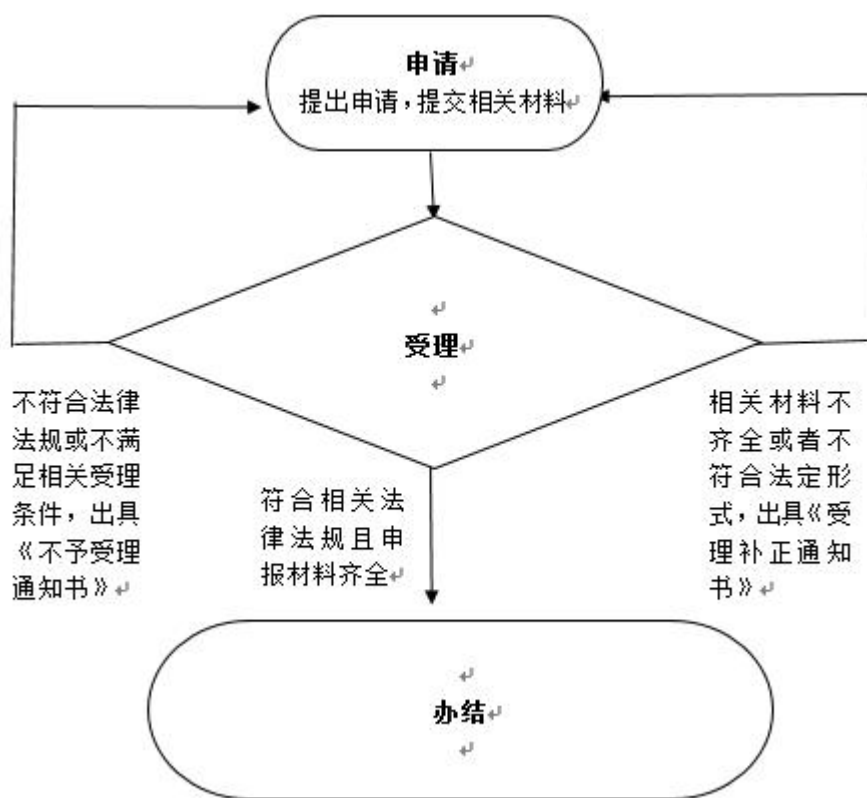 申请
提出申请，提交相关材料
受理
不符合法律
法规或不满
足相关受理
条件，出具
《不予受理
通知书》
符合相关法
律法规且申
报材料齐全
相关材料不
齐全或者不
符合法定形
式，出具《受
理补正通知
书》
办结